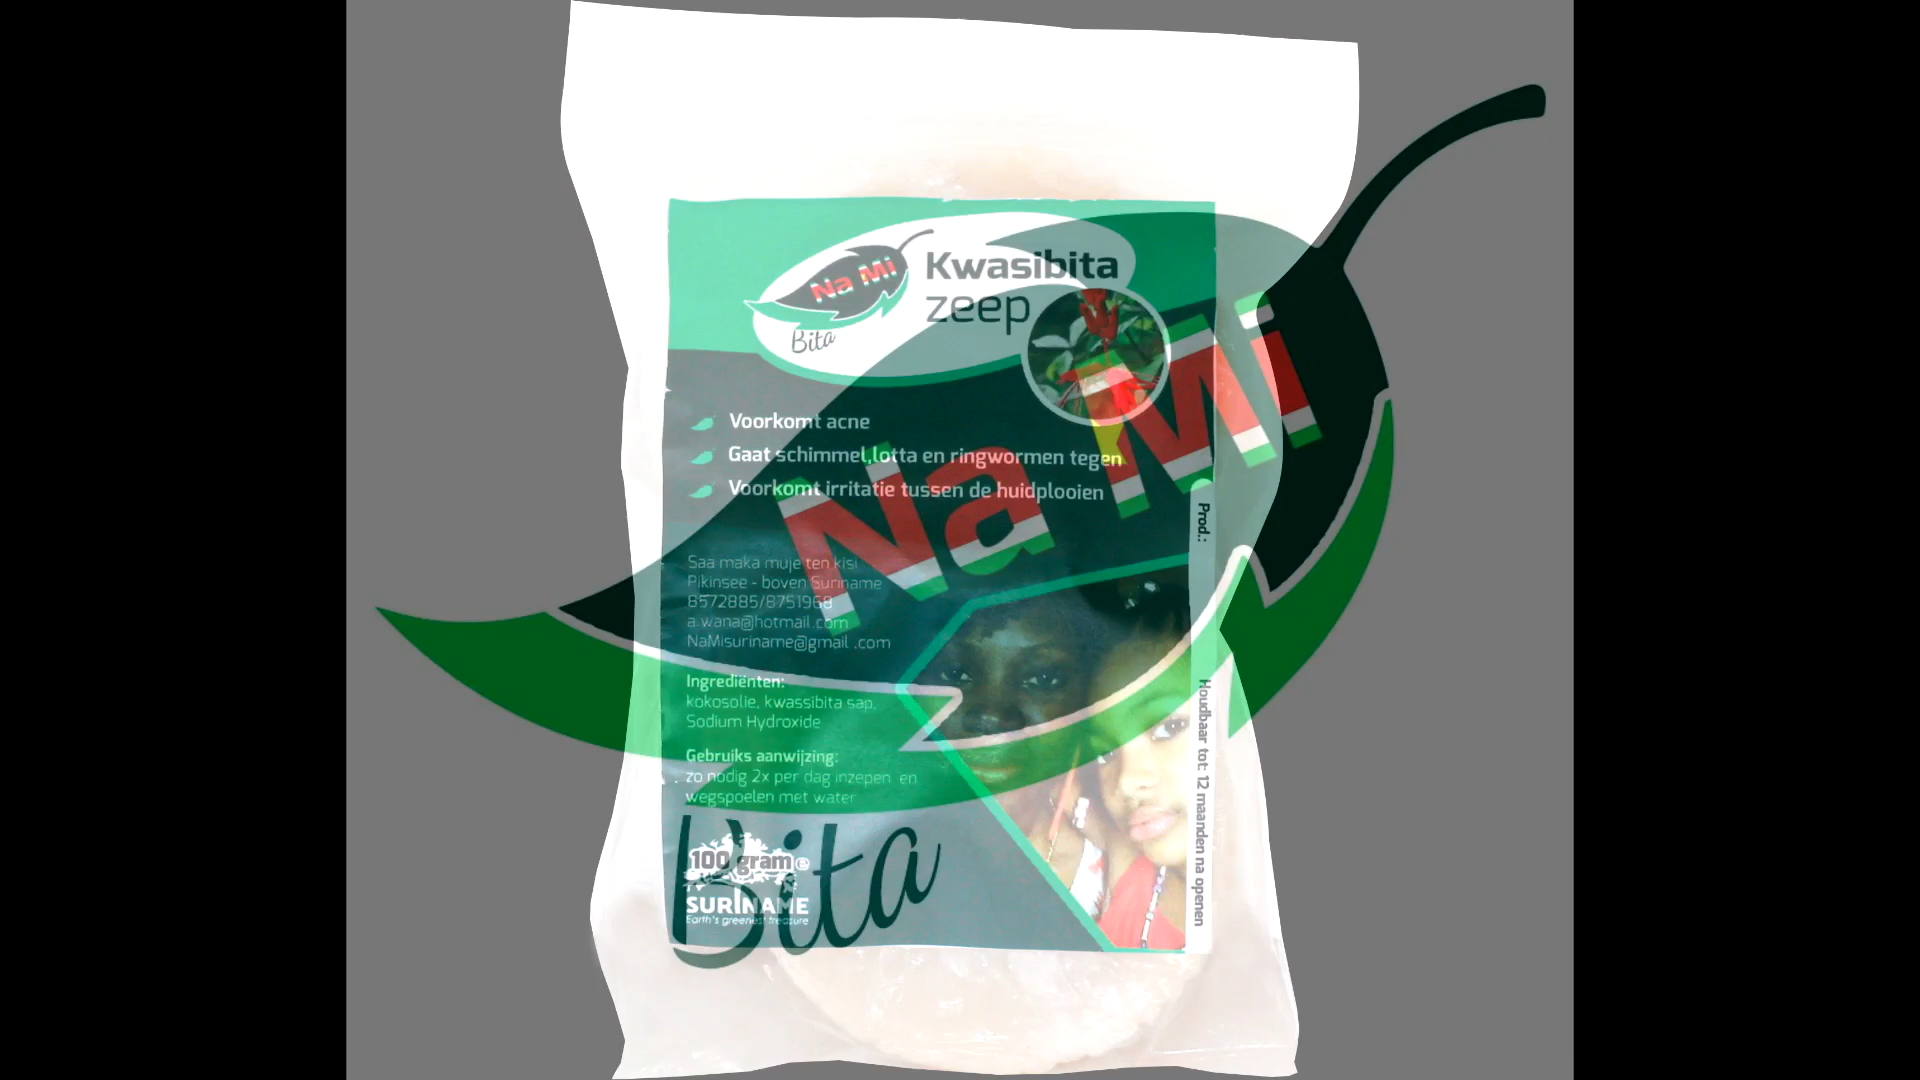 Na Mi
Bita
Kwasibita
zeep
Voorkomt acne
Gaat schimmel,lotta en ringwormen tegen
Voorkomt irritatie tussen de huidplooien
Na Mi
Saa maka muje ten kisi
Pikinsee - boven Suriname
8572885/8751968
a.wana@hotmail.com
NaMisuriname@gmail .com
Ingrediënten:
kokosolie, kwassibita sap,
Sodium Hydroxide
Gebruiks aanwijzing:
zo nodig 2x per dag inzepen en
wegspoelen met water
100 gram℮
SURINAME
Earth's greenest treasure
Bita
Prod.:
Houdbaar tot: 12 maanden na openen